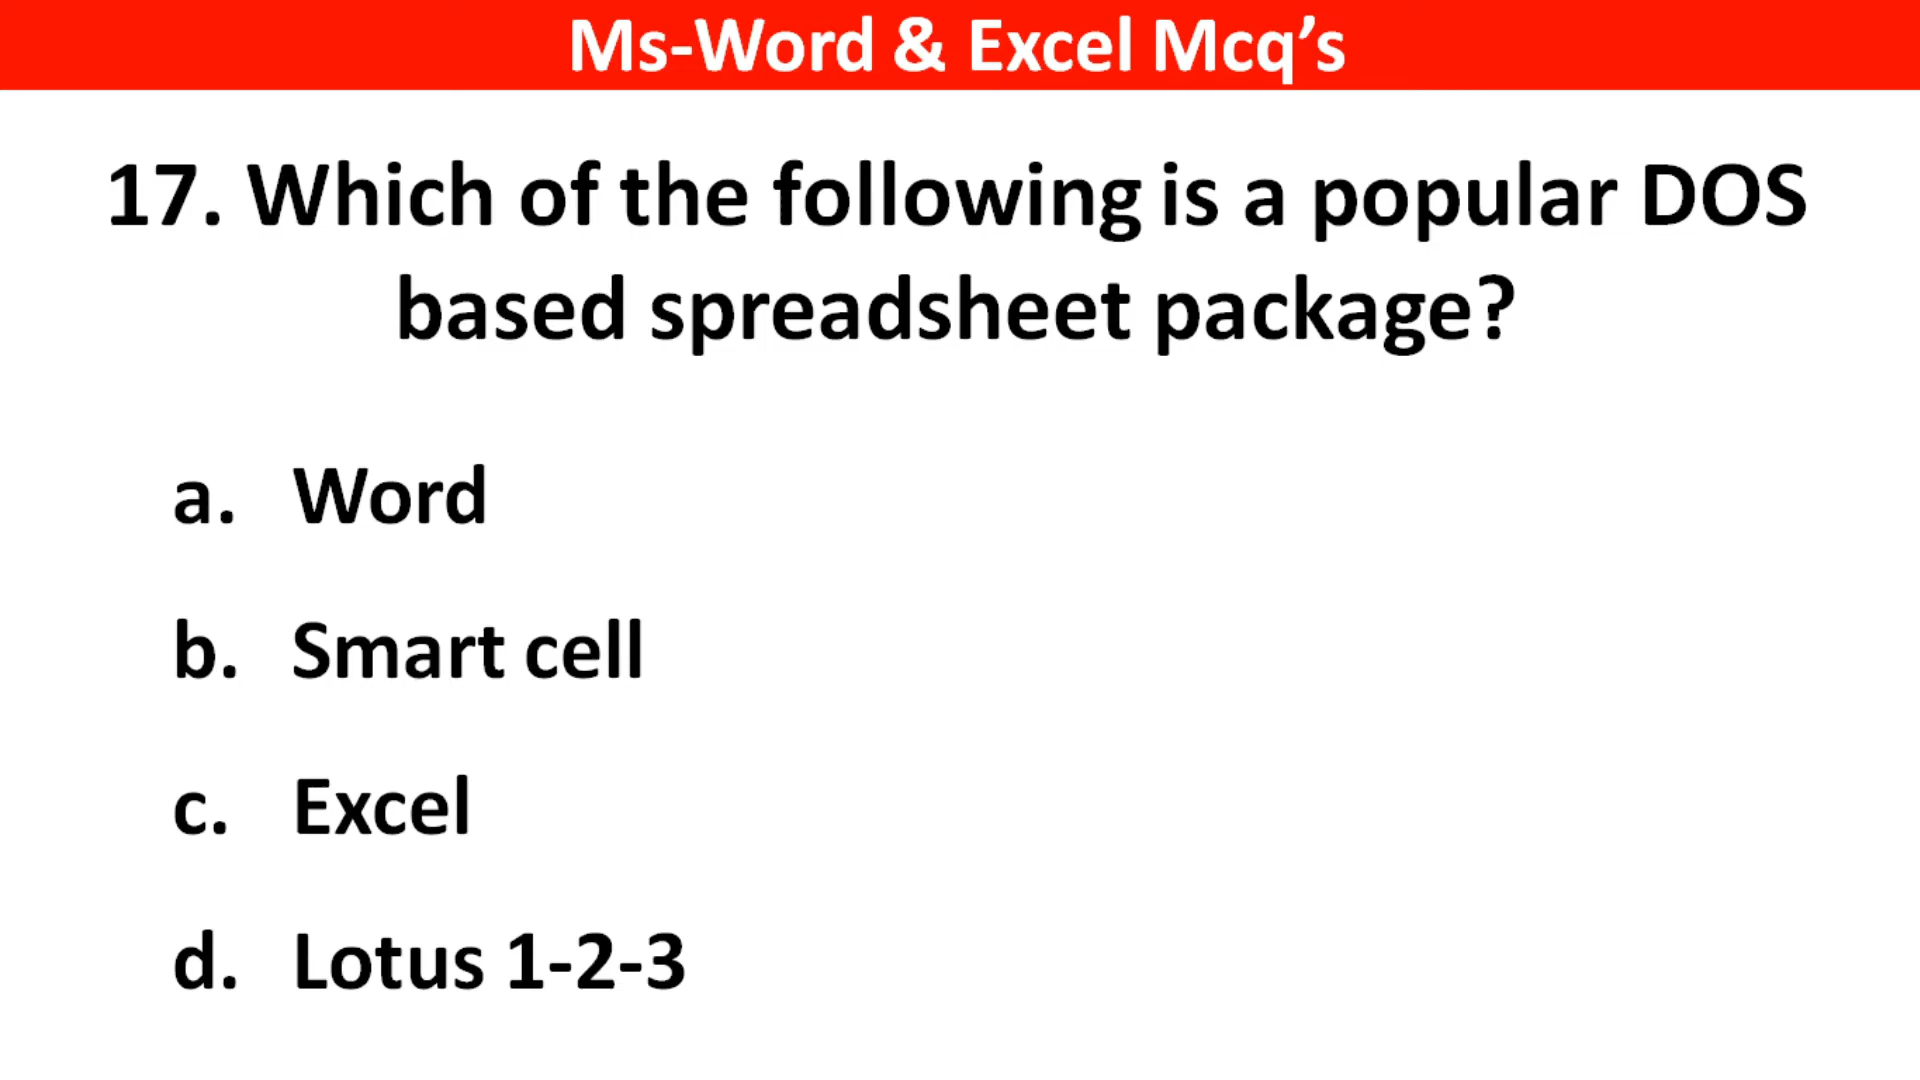 Ms-Word & Excel Mcq’s
17. Which of the following is a popular DOS
based spreadsheet package?
a. Word
b. Smart cell
c. Excel
d. Lotus 1-2-3